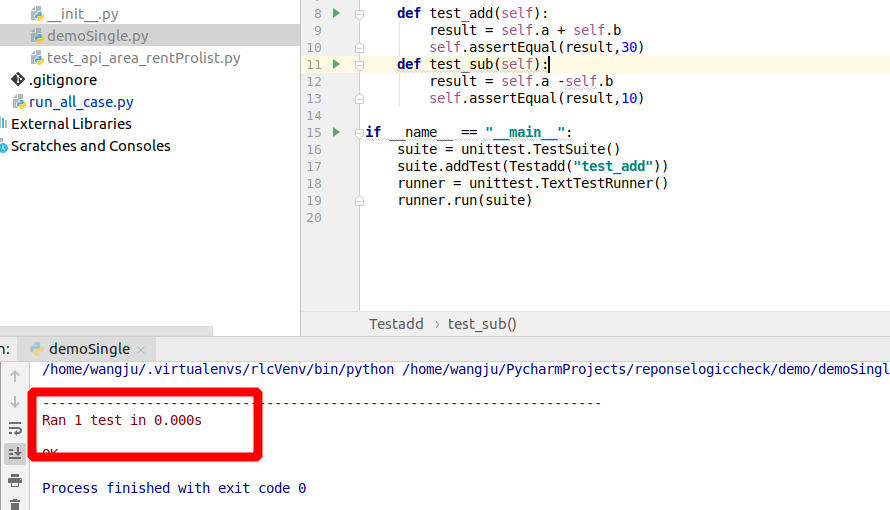 __init__.py
demoSingle.py
test_api_area_rentProlist.py
.gitignore
run_all_case.py
External Libraries
Scratches and Consoles
8 def test_add(self):
9 result = self.a + self.b
10 self.assertEqual(result,30)
11 def test_sub(self):
12 result = self.a -self.b
13 self.assertEqual(result,10)
14
15 if __name__ == "__main__":
16 suite = unittest.TestSuite()
17 suite.addTest(Testadd("test_add"))
18 runner = unittest.TextTestRunner()
19 runner.run(suite)
20
Testadd › test_sub()
n: demoSingle ×
/home/wangju/.virtualenvs/rlcVenv/bin/python /home/wangju/PycharmProjects/reponselogiccheck/demo/demoSingl
----------------------------------------------------------------------
Ran 1 test in 0.000s
OK
Process finished with exit code 0